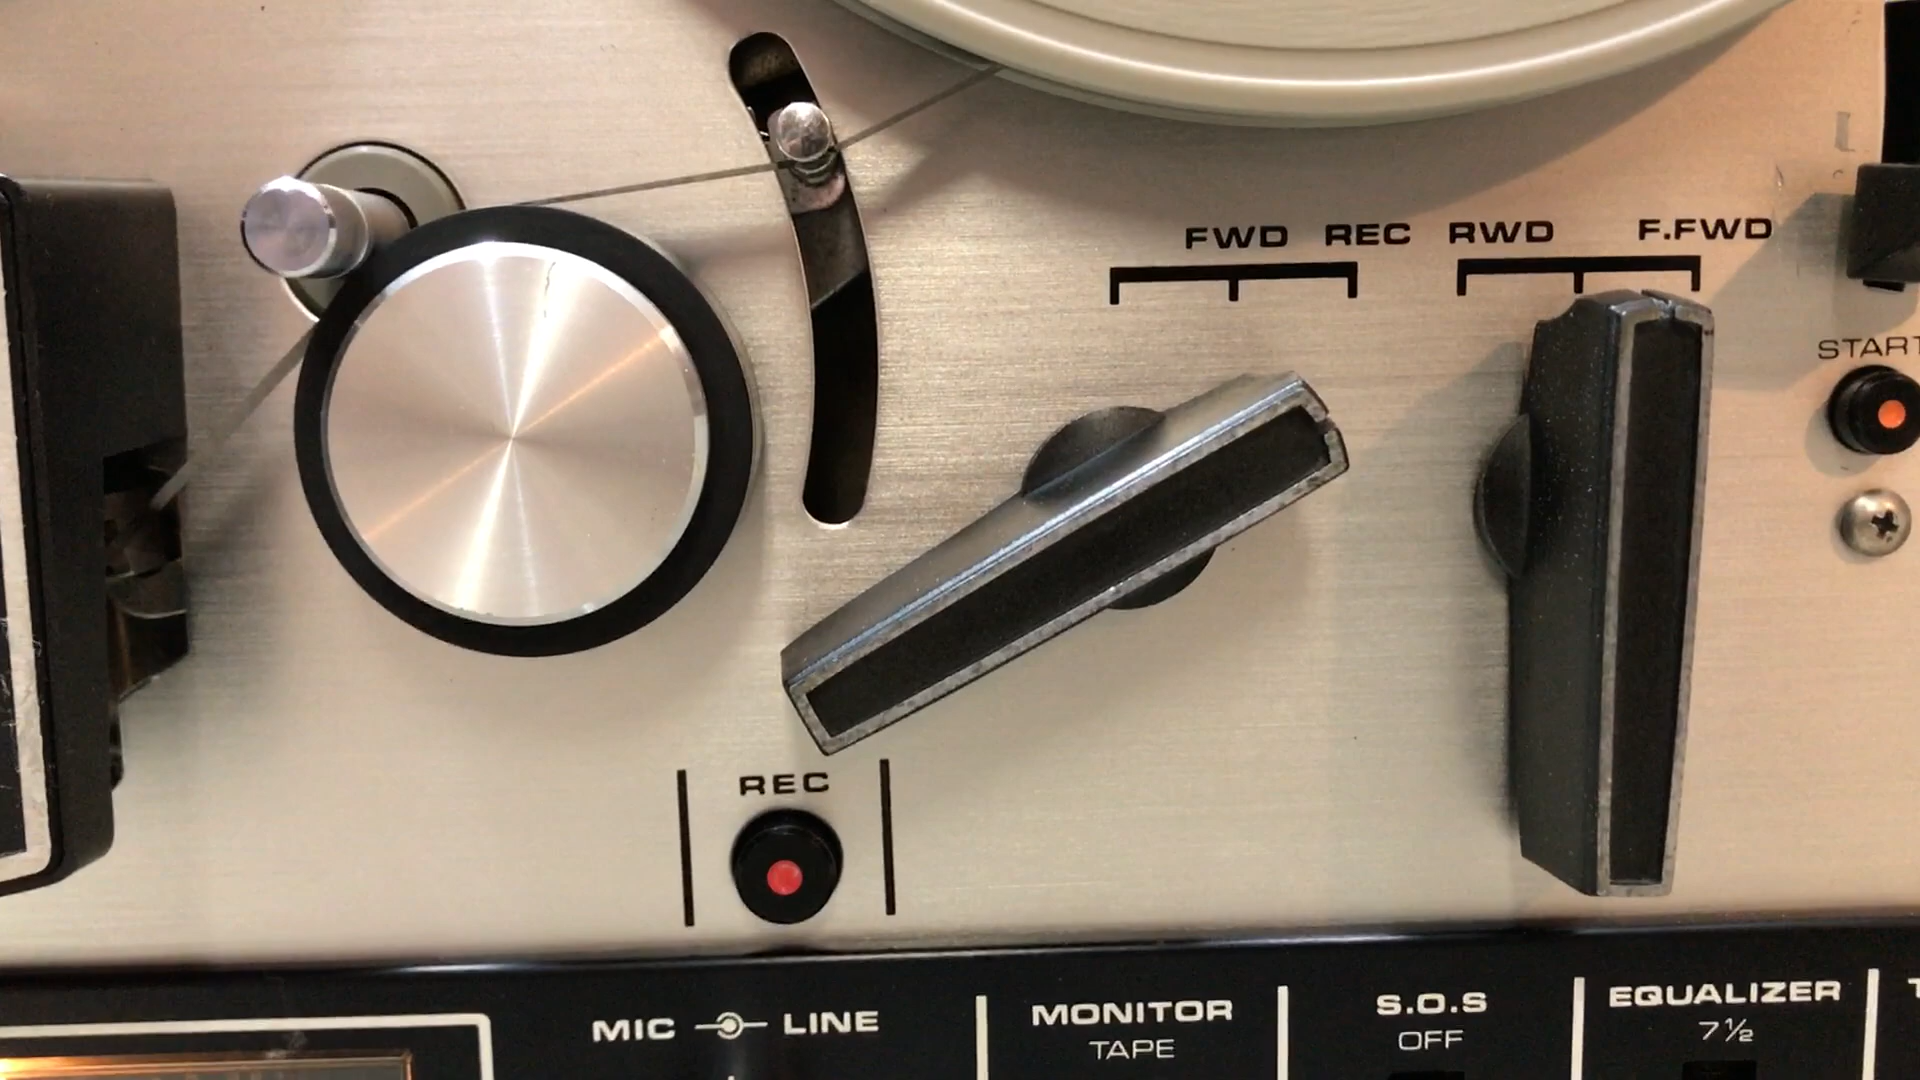 FWD REC RWD F.FWD
START
REC
MIC LINE
MONITOR
TAPE
S.O.S
OFF
EQUALIZER
7½